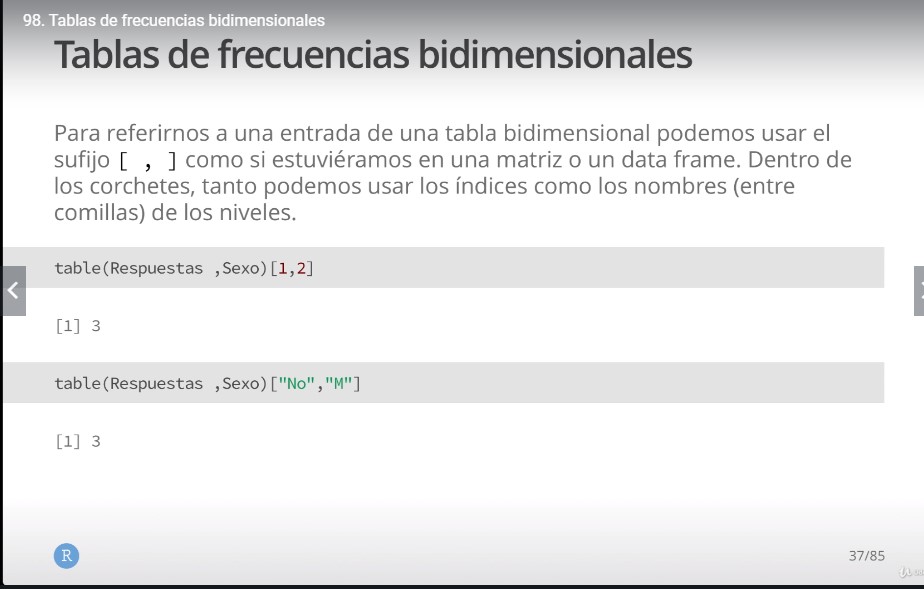 98. Tablas de frecuencias bidimensionales
Tablas de frecuencias bidimensionales
Para referirnos a una entrada de una tabla bidimensional podemos usar el
sufijo [ , ] como si estuviéramos en una matriz o un data frame. Dentro de
los corchetes, tanto podemos usar los índices como los nombres (entre
comillas) de los niveles.
table(Respuestas ,Sexo)[1,2]
[1] 3
table(Respuestas ,Sexo)["No","M"]
[1] 3
R
37/85